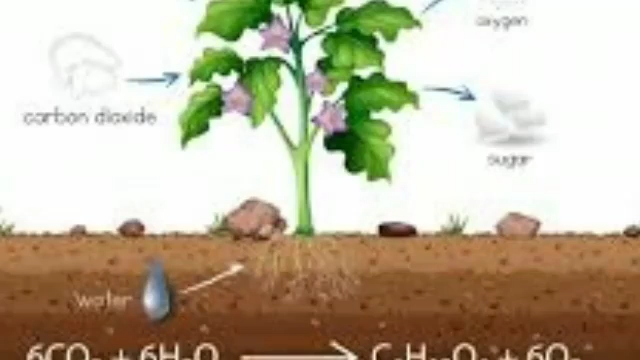 oxygen
carbon dioxide
sugar
water
6CO₂ + 6H₂O → C₆H₁₂O₆ + 6O₂